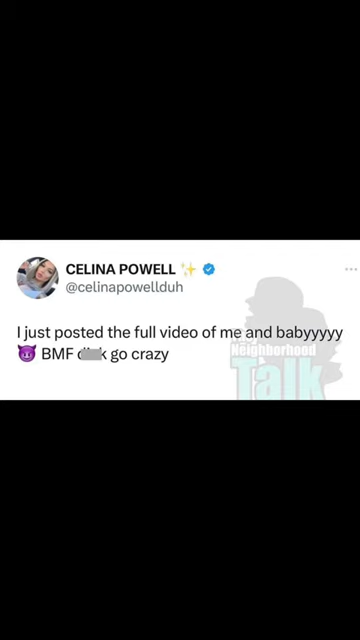 CELINA POWELL ✨
@celinapowellduh
I just posted the full video of me and babyyyyy
😈 BMF d k go crazy
Neighborhood
Talk